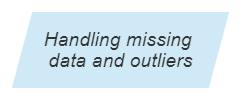 Handling missing
data and outliers